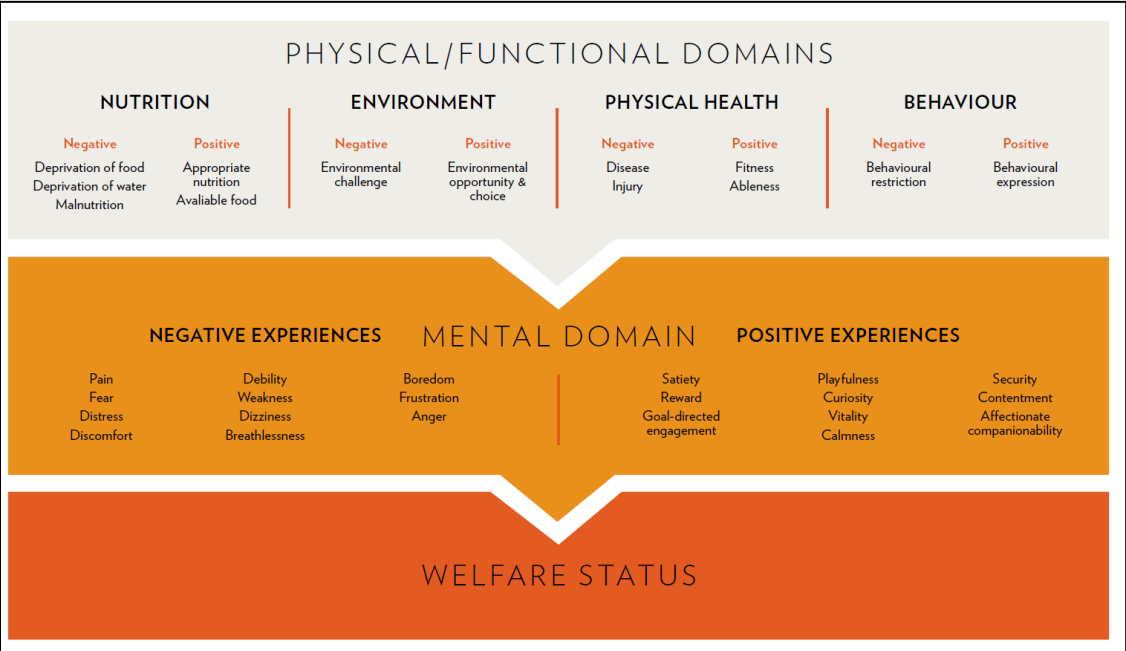 PHYSICAL/FUNCTIONAL DOMAINS
NUTRITION
Negative
Deprivation of food
Deprivation of water
Malnutrition
Positive
Appropriate
nutrition
Avaliable food
ENVIRONMENT
Negative
Environmental
challenge
Positive
Environmental
opportunity &
choice
PHYSICAL HEALTH
Negative
Disease
Injury
Positive
Fitness
Ableness
BEHAVIOUR
Negative
Behavioural
restriction
Positive
Behavioural
expression
MENTAL DOMAIN
NEGATIVE EXPERIENCES
Pain
Fear
Distress
Discomfort
Debility
Weakness
Dizziness
Breathlessness
Boredom
Frustration
Anger
POSITIVE EXPERIENCES
Satiety
Reward
Goal-directed
engagement
Playfulness
Curiosity
Vitality
Calmness
Security
Contentment
Affectionate
companionability
WELFARE STATUS